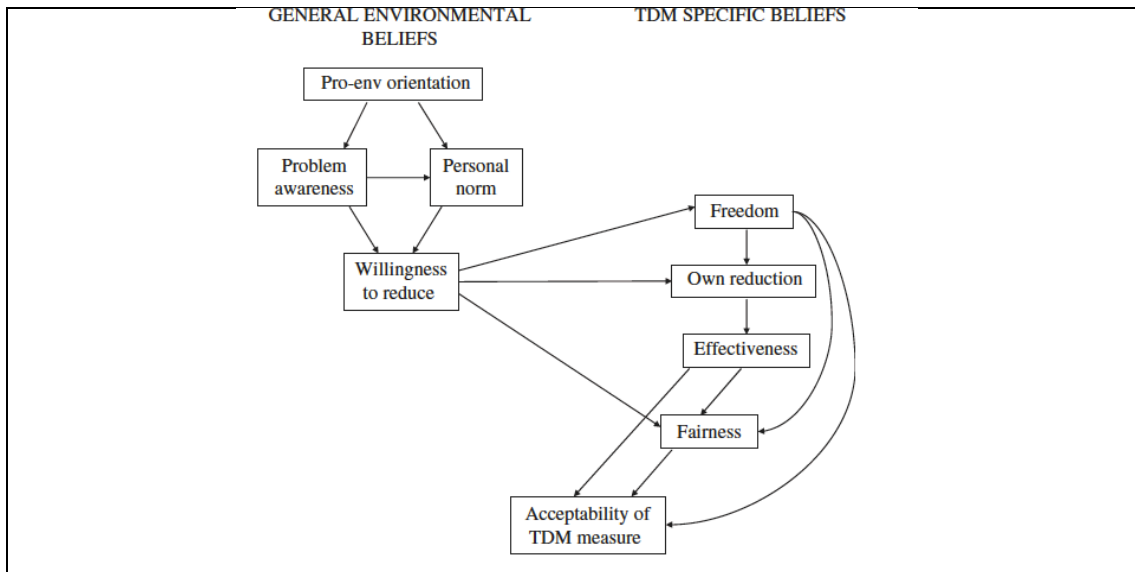 GENERAL ENVIRONMENTAL
BELIEFS
TDM SPECIFIC BELIEFS
Pro-env orientation
Problem
awareness
Personal
norm
Freedom
Willingness
to reduce
Own reduction
Effectiveness
Fairness
Acceptability of
TDM measure